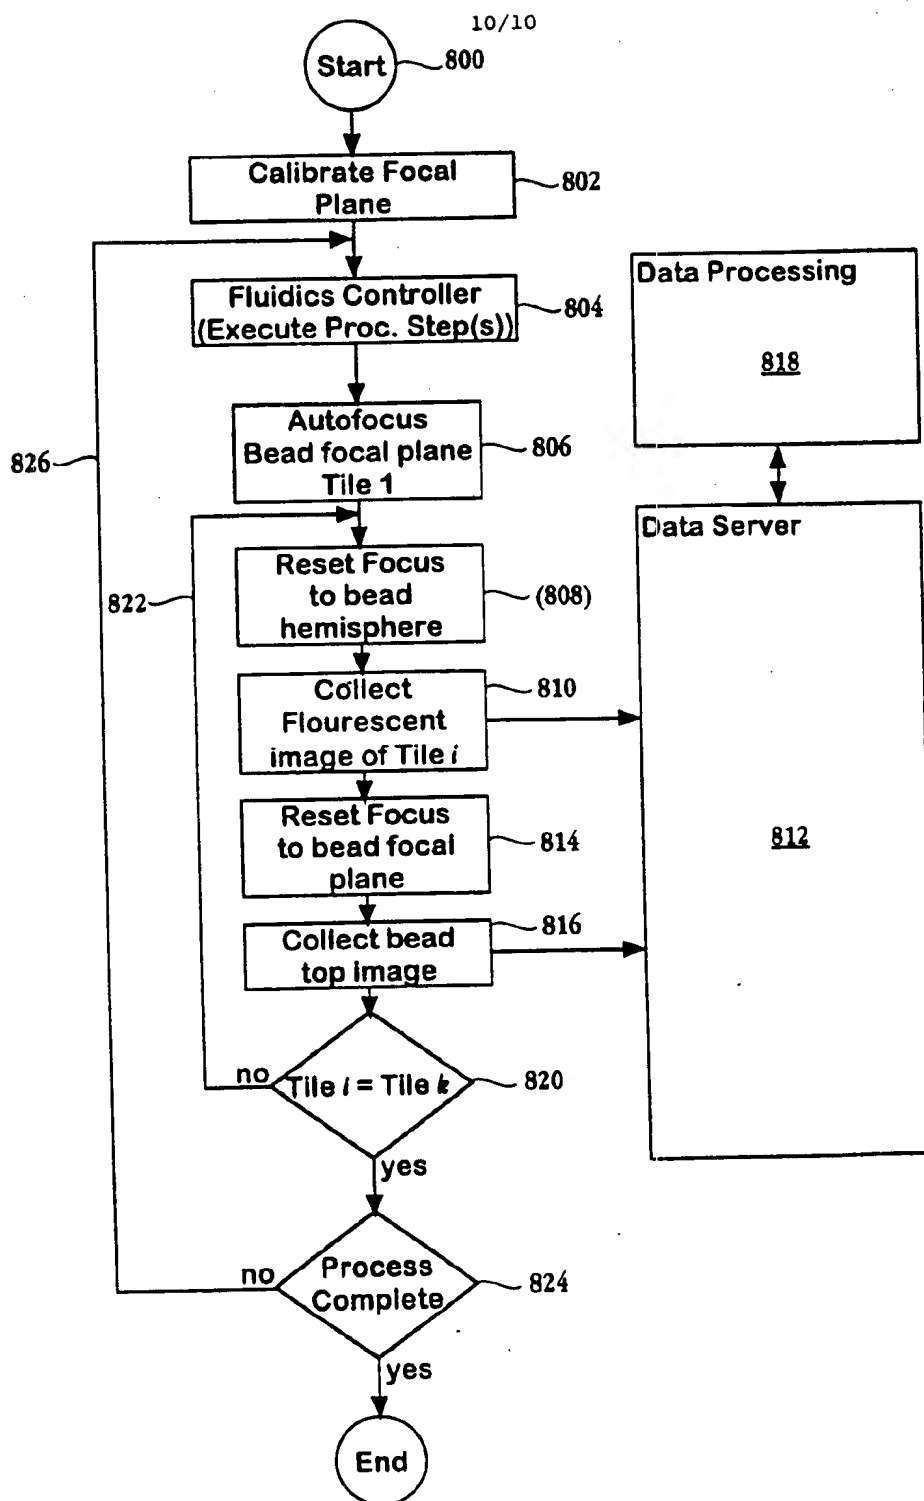 10/10
Start
800
Calibrate Focal
Plane
802
Fluidics Controller
(Execute Proc. Step(s))
804
Autofocus
Bead focal plane
Tile 1
806
826
Reset Focus
to bead
hemisphere
(808)
822
Collect
Flourescent
image of Tile i
810
Reset Focus
to bead focal
plane
814
Collect bead
top image
816
Tile i = Tile k
820
no
yes
Process
Complete
824
no
yes
End
Data Processing
818
Data Server
812